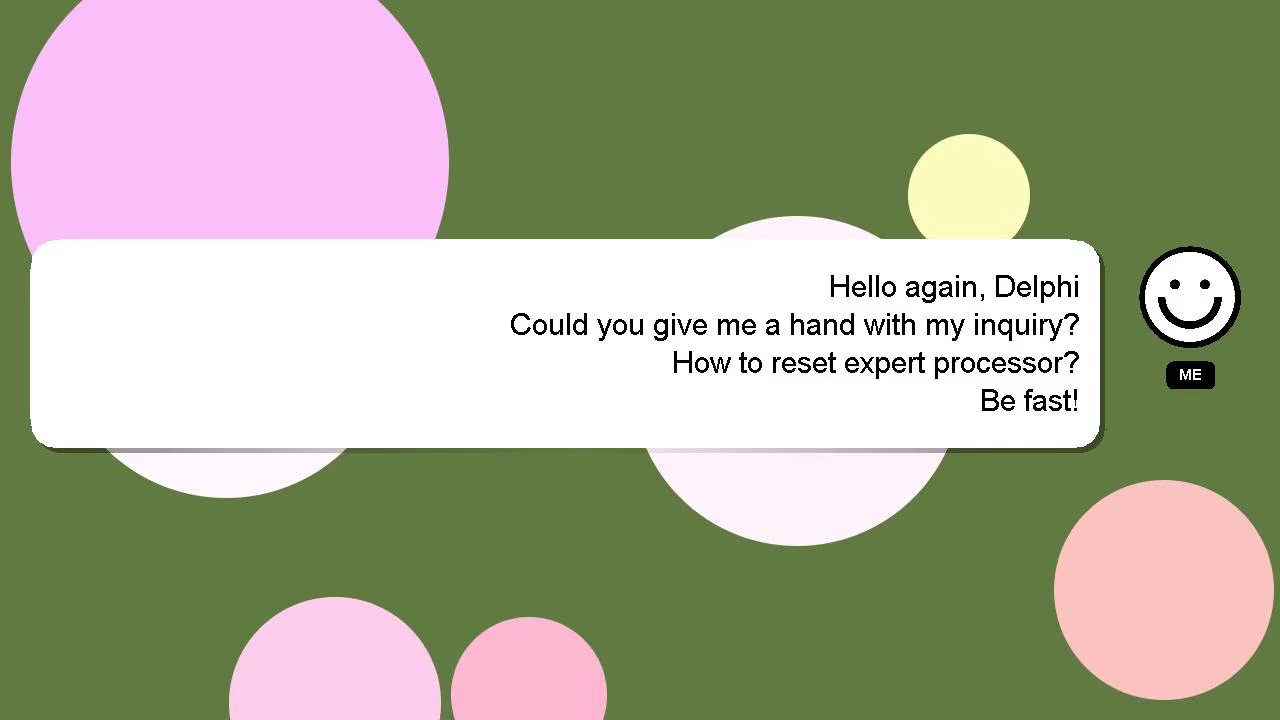 Hello again, Delphi
Could you give me a hand with my inquiry?
How to reset expert processor?
Be fast!
ME